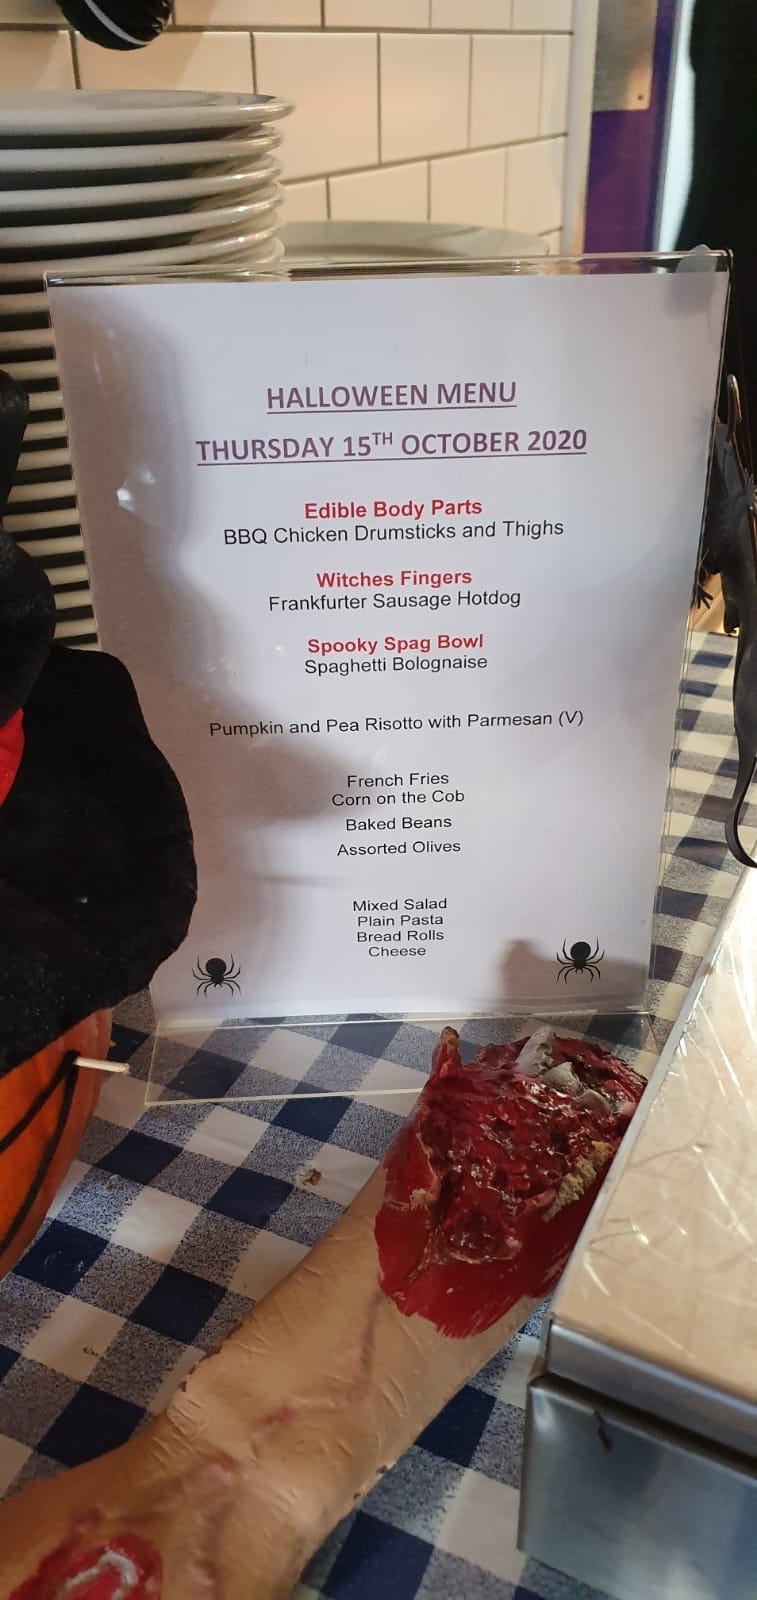 HALLOWEEN MENU
THURSDAY 15TH OCTOBER 2020
Edible Body Parts
BBQ Chicken Drumsticks and Thighs
Witches Fingers
Frankfurter Sausage Hotdog
Spooky Spag Bowl
Spaghetti Bolognaise
Pumpkin and Pea Risotto with Parmesan (V)
French Fries
Corn on the Cob
Baked Beans
Assorted Olives
Mixed Salad
Plain Pasta
Bread Rolls
Cheese